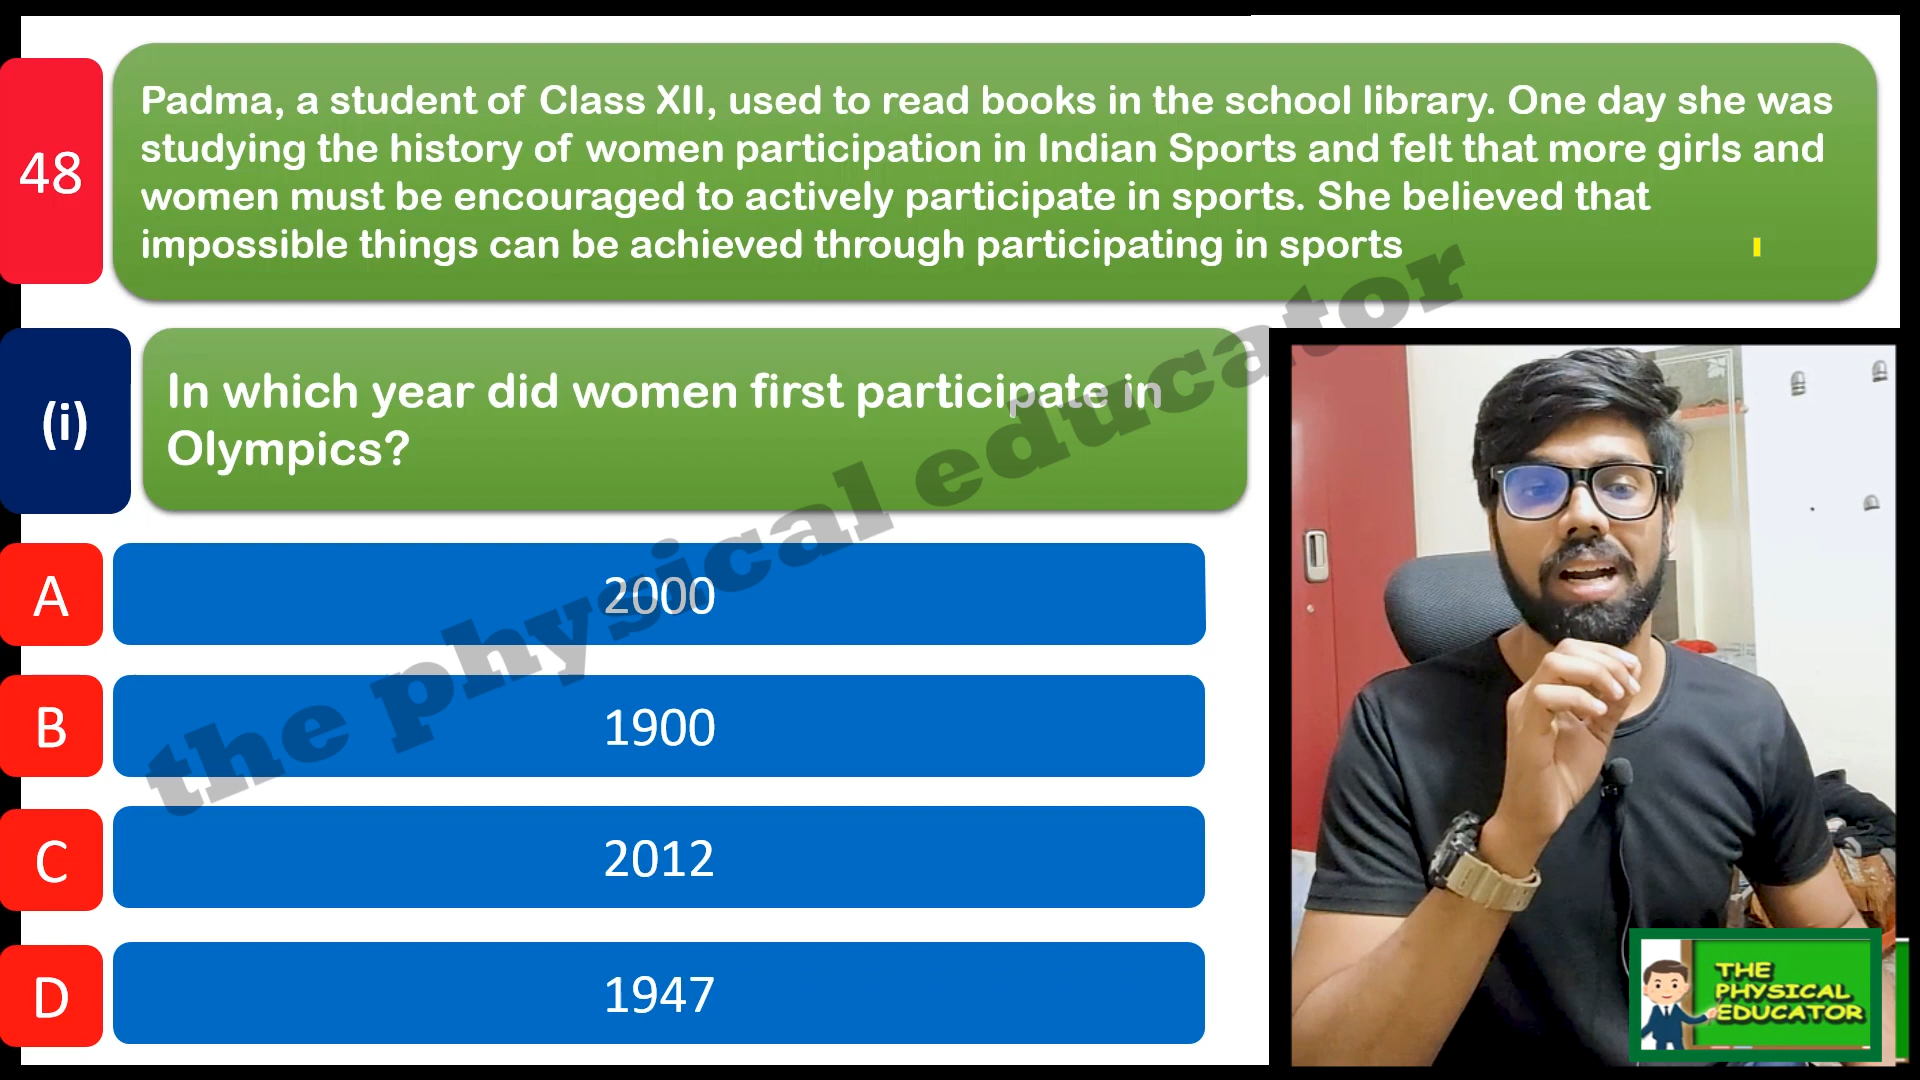 48
Padma, a student of Class XII, used to read books in the school library. One day she was
studying the history of women participation in Indian Sports and felt that more girls and
women must be encouraged to actively participate in sports. She believed that
impossible things can be achieved through participating in sports
(i)
In which year did women first participate in
Olympics?
A
2000
B
1900
C
2012
D
1947
the physical educator
THE
PHYSICAL
EDUCATOR